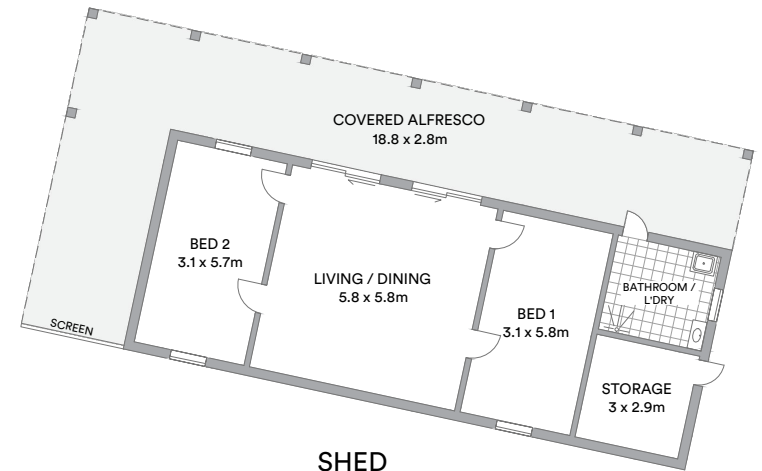 COVERED ALFRESCO
18.8 x 2.8m
BED 2
3.1 x 5.7m
LIVING / DINING
5.8 x 5.8m
BATHROOM /
L'DRY
BED 1
3.1 x 5.8m
SCREEN
STORAGE
3 x 2.9m
SHED